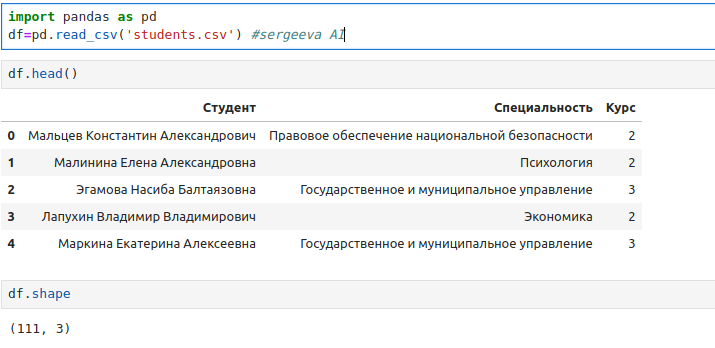 import pandas as pd
df=pd.read_csv('students.csv') #sergeeva AI
df.head()
Студент Специальность Курс
0 Мальцев Константин Александрович Правовое обеспечение национальной безопасности 2
1 Малинина Елена Александровна Психология 2
2 Эгамова Насиба Балтаязовна Государственное и муниципальное управление 3
3 Лапухин Владимир Владимирович Экономика 2
4 Маркина Екатерина Алексеевна Государственное и муниципальное управление 3
df.shape
(111, 3)